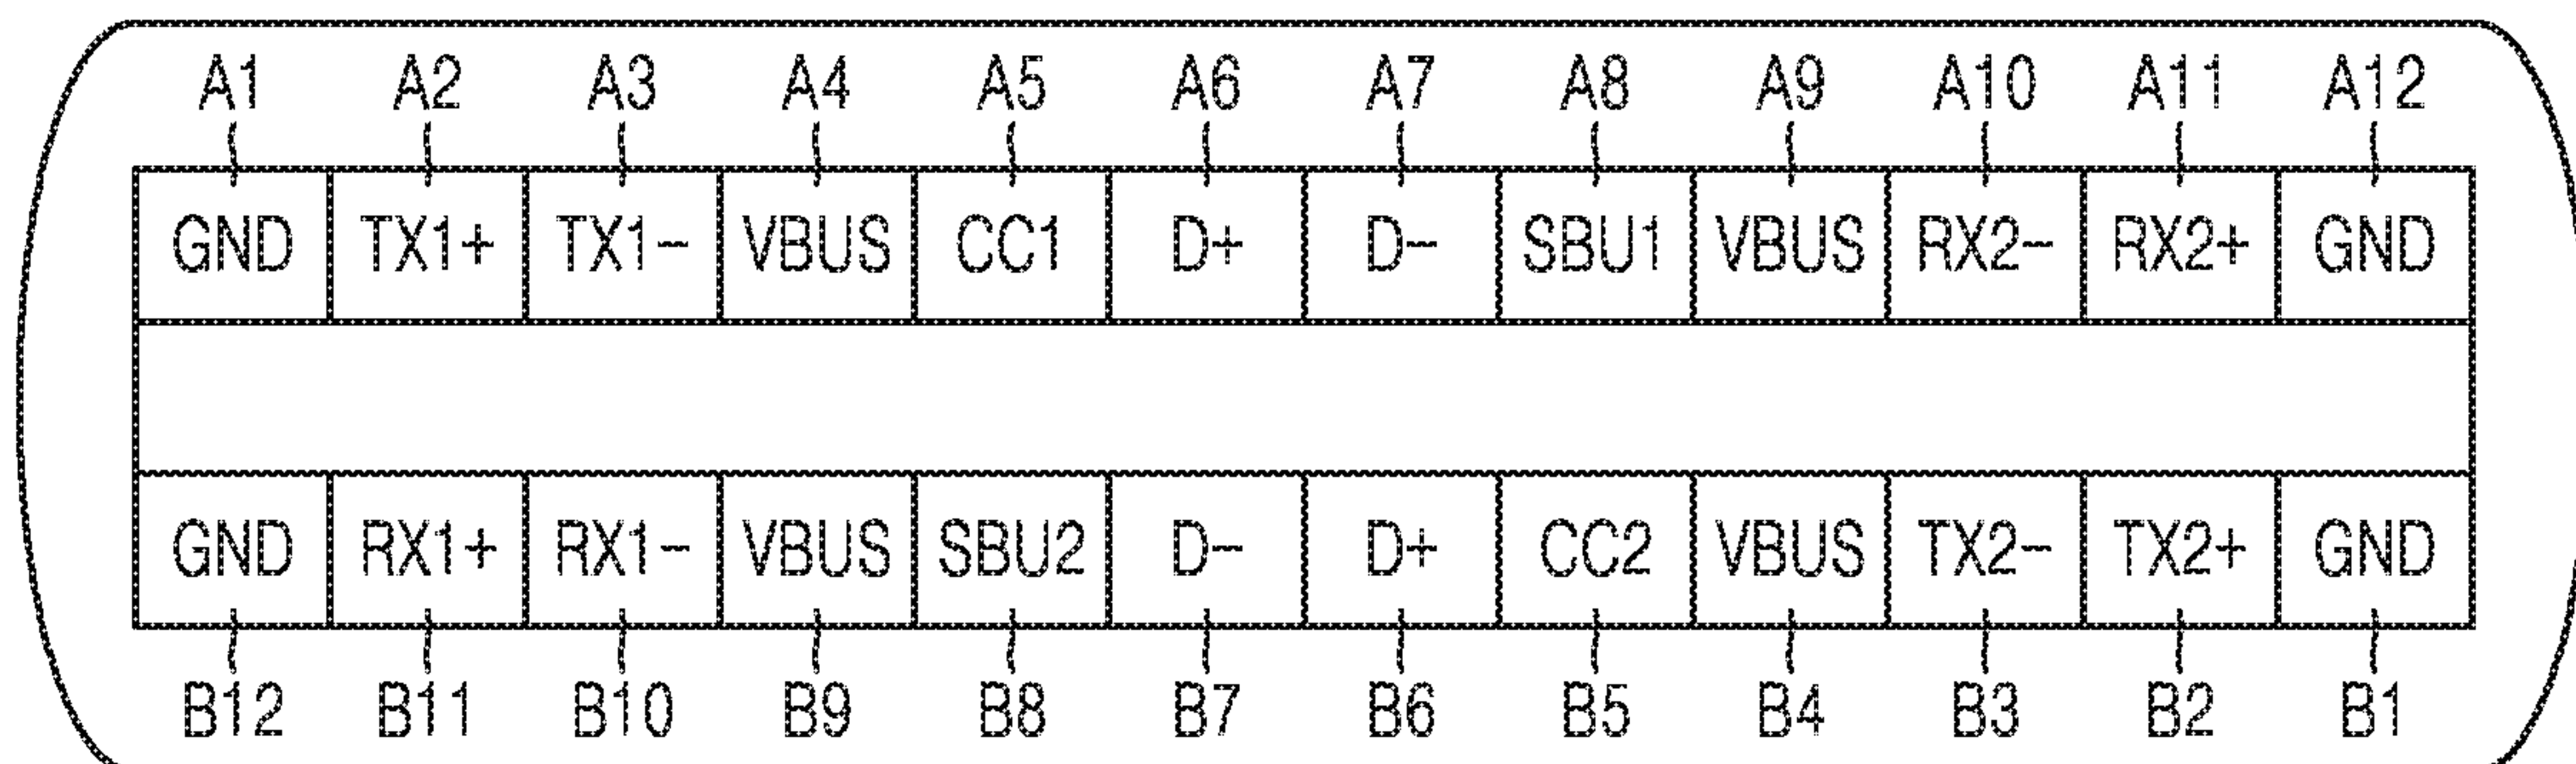 A1 A2 A3 A4 A5 A6 A7 A8 A9 A10 A11 A12
GND TX1+ TX1- VBUS CC1 D+ D- SBU1 VBUS RX2- RX2+ GND
GND RX1+ RX1- VBUS SBU2 D- D+ CC2 VBUS TX2- TX2+ GND
B12 B11 B10 B9 B8 B7 B6 B5 B4 B3 B2 B1